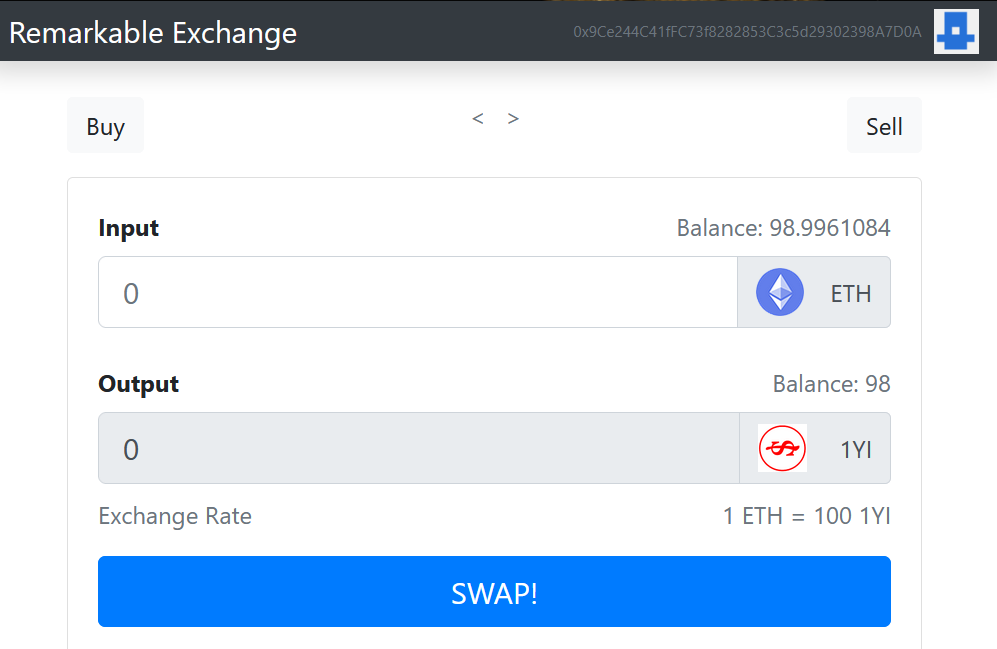 Remarkable Exchange 0x9Ce244C41fFC73f8282853C3c5d29302398A7D0A
Buy < > Sell
Input Balance: 98.9961084
0 ETH
Output Balance: 98
0 1YI
Exchange Rate 1 ETH = 100 1YI
SWAP!